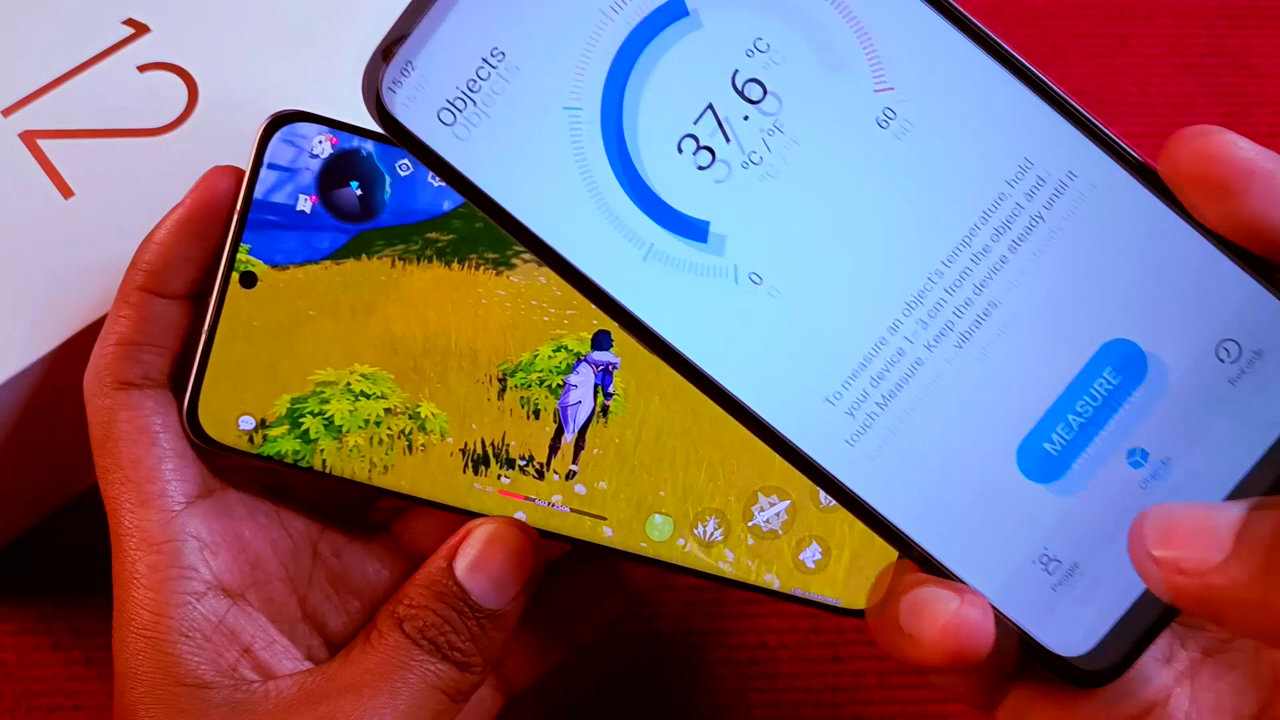 12
15:02
Objects
37.6 °C
°C / °F
0
60
To measure an object's temperature, hold
your device 1 - 3 cm from the object and
touch Measure. Keep the device steady until it
vibrates.
MEASURE
People
Objects
Records